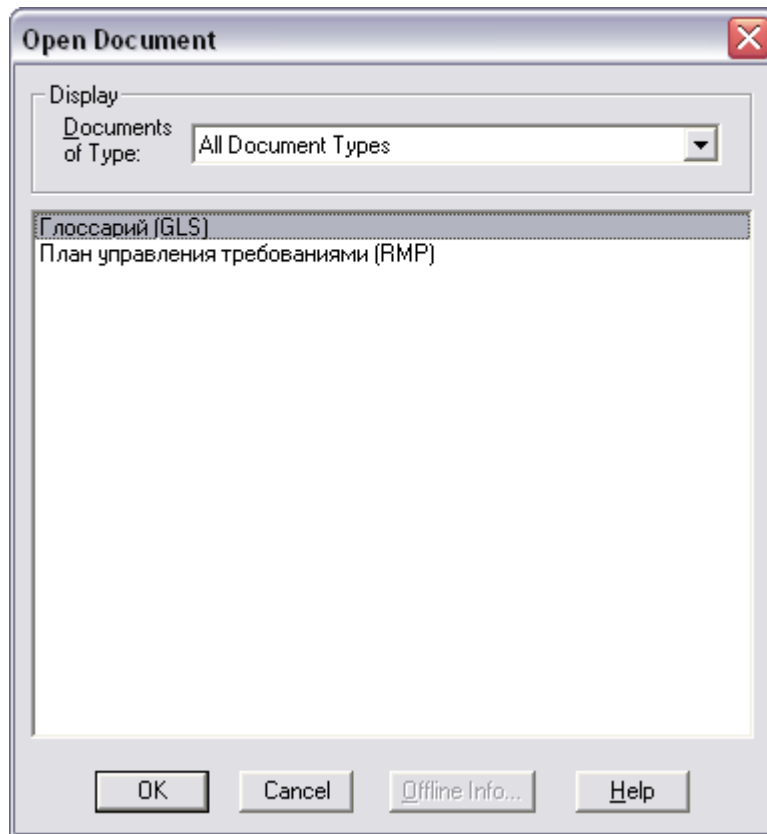 Open Document
Display
Documents
of Type:
All Document Types
Глоссарий (GLS)
План управления требованиями (RMP)
OK
Cancel
Offline Info...
Help